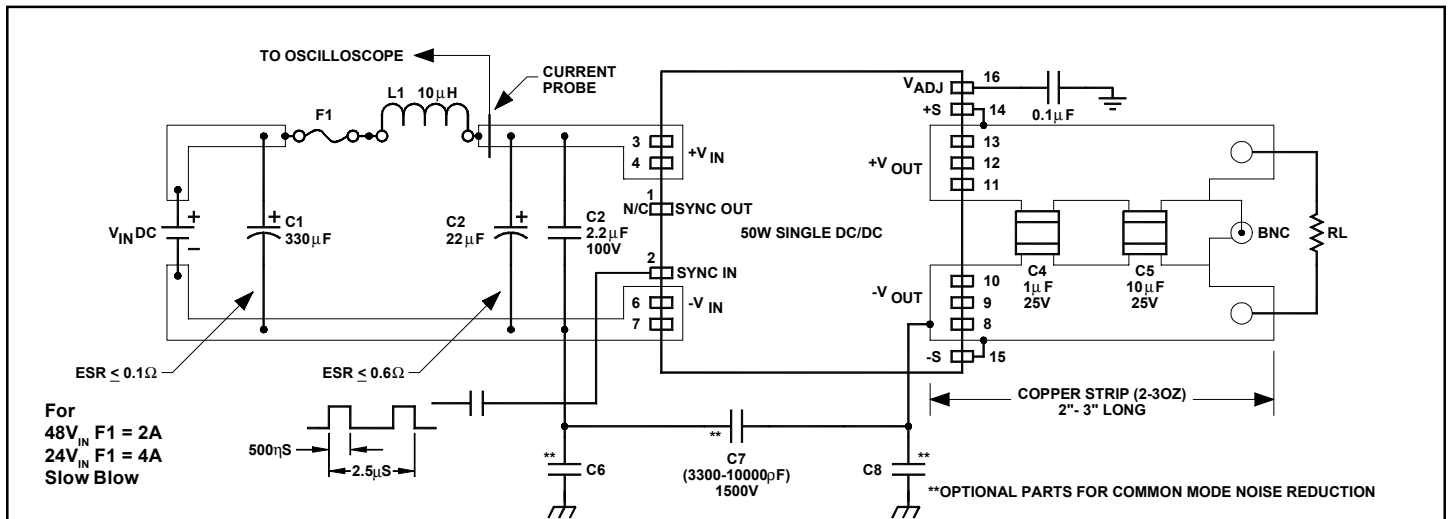 TO OSCILLOSCOPE
CURRENT
PROBE
L1 10μH
F1
VIN DC
+
−
+
C1
330μF
+
C2
22μF
C2
2.2μF
100V
3
4
+VIN
1
N/C
SYNC OUT
50W SINGLE DC/DC
2
SYNC IN
6
7
-VIN
VADJ
16
0.1μF
+S
14
13
12
11
+VOUT
10
9
8
-VOUT
-S
15
C4
1μF
25V
C5
10μF
25V
BNC
RL
COPPER STRIP (2-3OZ)
2"- 3" LONG
ESR ≤ 0.1Ω
ESR ≤ 0.6Ω
For
48VIN F1 = 2A
24VIN F1 = 4A
Slow Blow
500ηS
2.5μS
** C6
**
C7
(3300-10000pF)
1500V
C8 **
**OPTIONAL PARTS FOR COMMON MODE NOISE REDUCTION